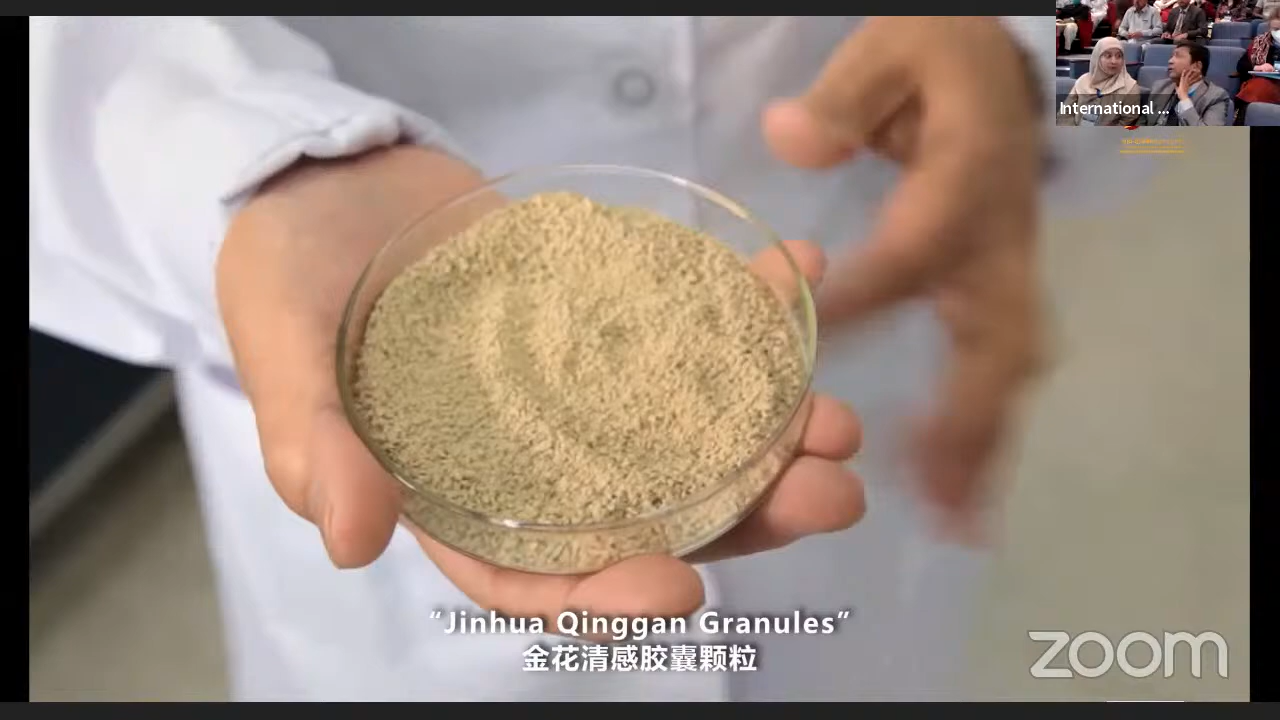 International ...
“Jinhua Qinggan Granules”
金花清感胶囊颗粒
zoom